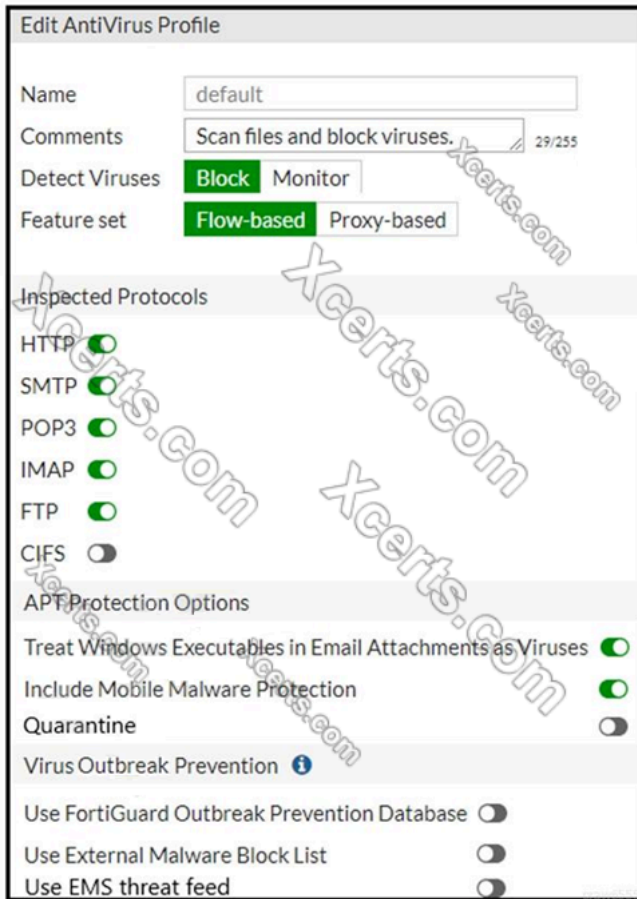 Edit AntiVirus Profile
Name default
Comments Scan files and block viruses. 29/255
Detect Viruses Block Monitor
Feature set Flow-based Proxy-based
Xcerts.com
Xcerts.com
Xcerts.com
Xcerts.com
Inspected Protocols
HTTP
SMTP
POP3
IMAP
FTP
CIFS
Xcerts.com
Xcerts.com
Xcerts.com
APT Protection Options
Treat Windows Executables in Email Attachments as Viruses
Include Mobile Malware Protection
Quarantine
Virus Outbreak Prevention
Use FortiGuard Outbreak Prevention Database
Use External Malware Block List
Use EMS threat feed